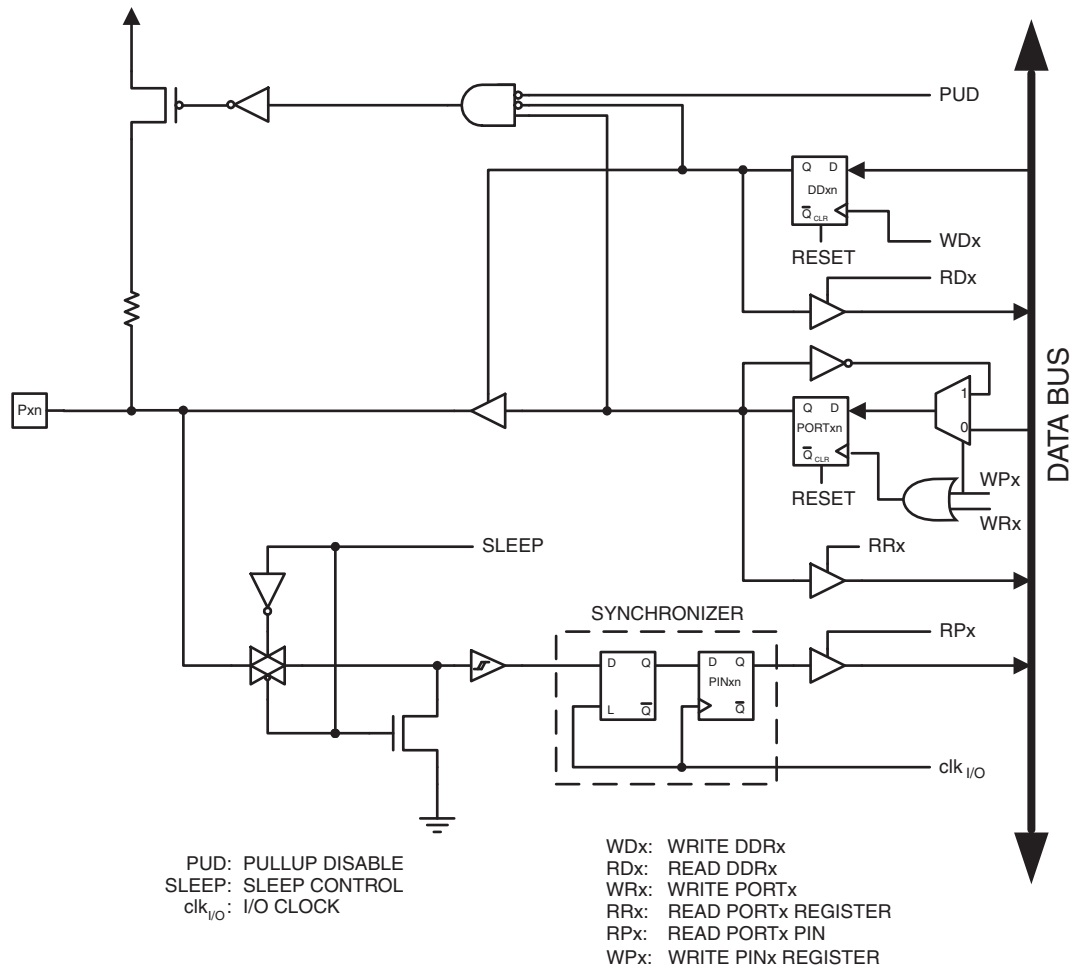 PUD
Q D
DDxn
Q CLR
WDx
RESET
RDx
Pxn
Q D
PORTxn
Q CLR
1
0
DATA BUS
WPx
RESET
WRx
SLEEP
RRx
SYNCHRONIZER
RPx
D Q
L Q
D Q
PINxn
Q
clk I/O
PUD: PULLUP DISABLE
SLEEP: SLEEP CONTROL
clk I/O: I/O CLOCK
WDx: WRITE DDRx
RDx: READ DDRx
WRx: WRITE PORTx
RRx: READ PORTx REGISTER
RPx: READ PORTx PIN
WPx: WRITE PINx REGISTER